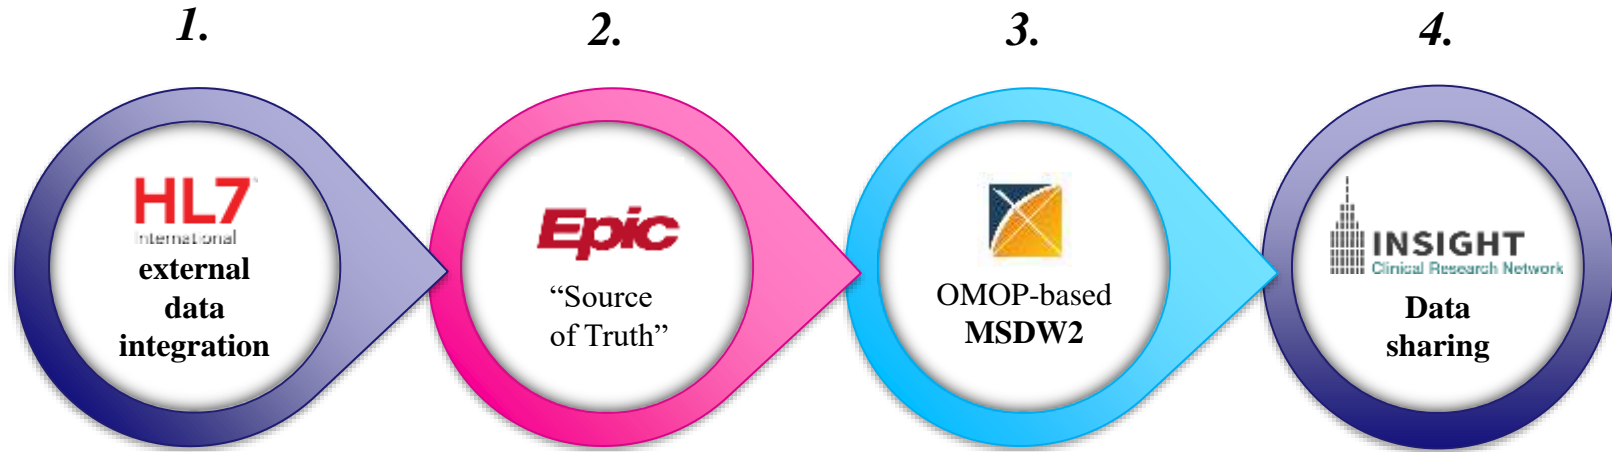 1.
2.
3.
4.
HL7
International
external
data
integration
Epic
“Source
of Truth”
OMOP-based
MSDW2
INSIGHT
Clinical Research Network
Data
sharing